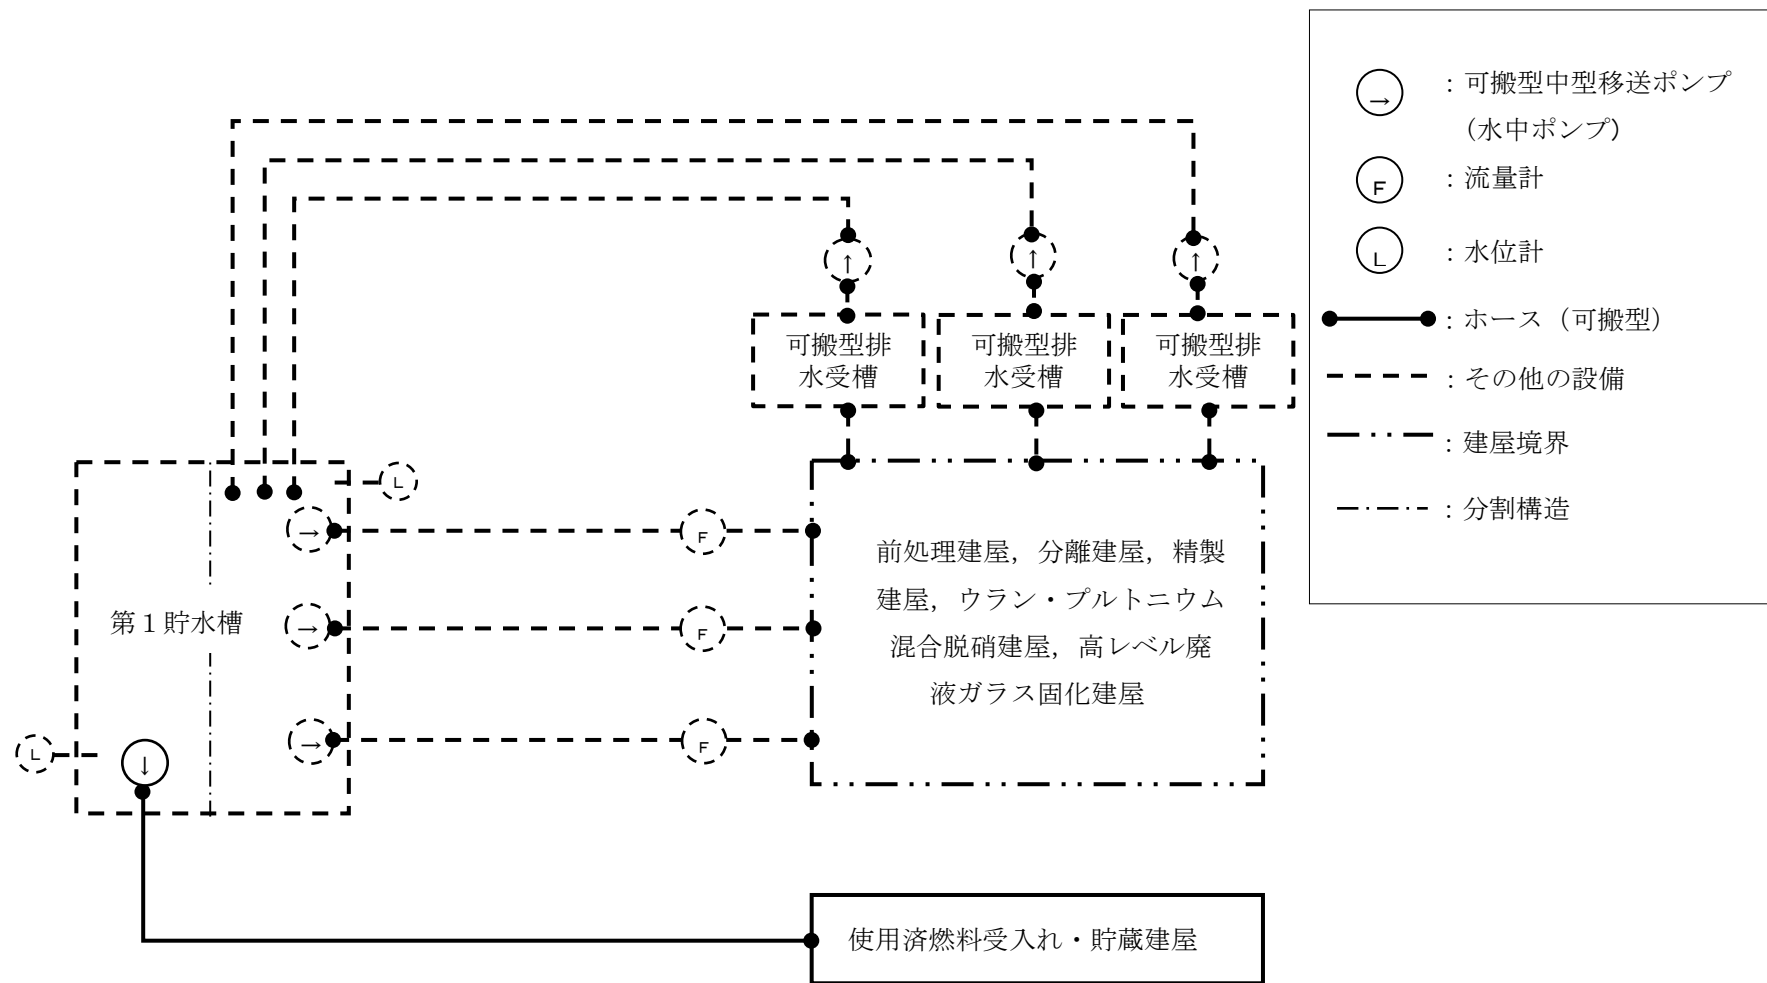 ：可搬型中型移送ポンプ
（水中ポンプ）
F
：流量計
L
：水位計
：ホース（可搬型）
：その他の設備
：建屋境界
：分割構造
→
↑
↑
↑
可搬型排
水受槽
可搬型排
水受槽
可搬型排
水受槽
L
→
F
→
F
→
F
第１貯水槽
L
↓
前処理建屋，分離建屋，精製
建屋，ウラン・プルトニウム
混合脱硝建屋，高レベル廃
液ガラス固化建屋
使用済燃料受入れ・貯蔵建屋